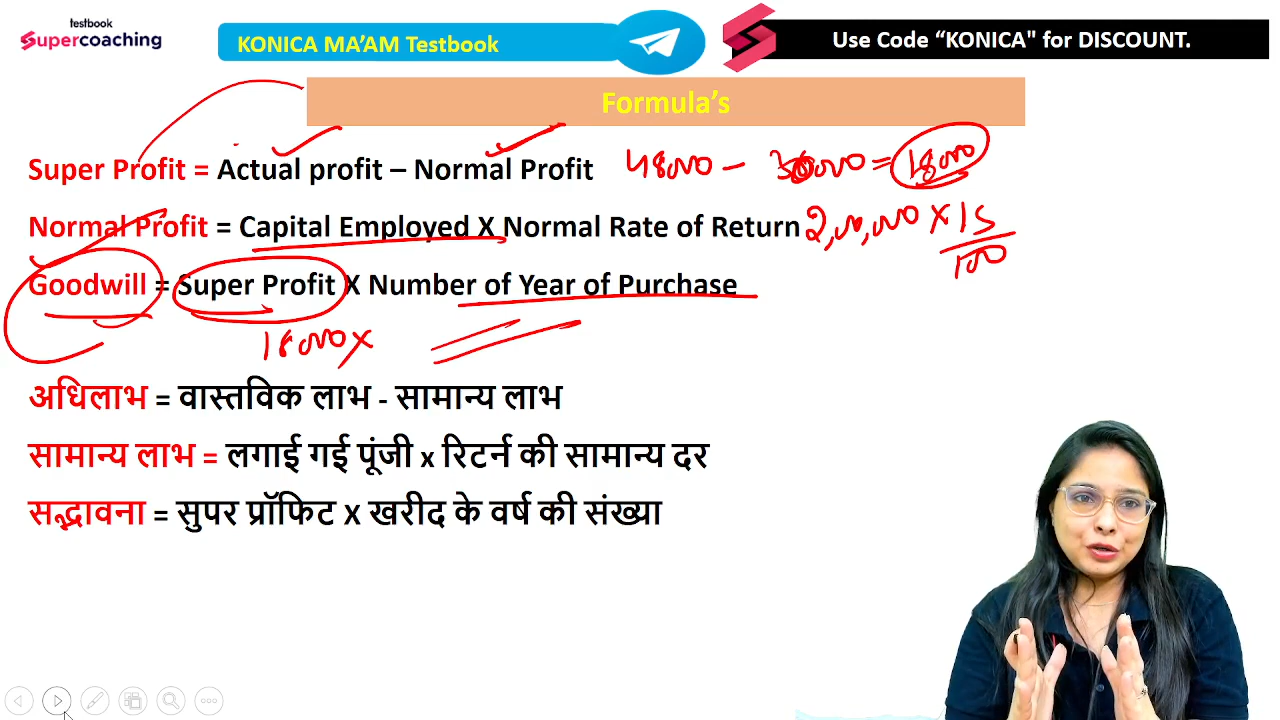 testbook
Supercoaching
KONICA MA’AM Testbook
Use Code “KONICA" for DISCOUNT.
Formula’s
Super Profit = Actual profit – Normal Profit 48000 - 30000 = 18000
Normal Profit = Capital Employed X Normal Rate of Return 2,00,000 x 15
100
Goodwill = Super Profit X Number of Year of Purchase
18000 x
अधिलाभ = वास्तविक लाभ - सामान्य लाभ
सामान्य लाभ = लगाई गई पूंजी x रिटर्न की सामान्य दर
सद्भावना = सुपर प्रॉफिट X खरीद के वर्ष की संख्या